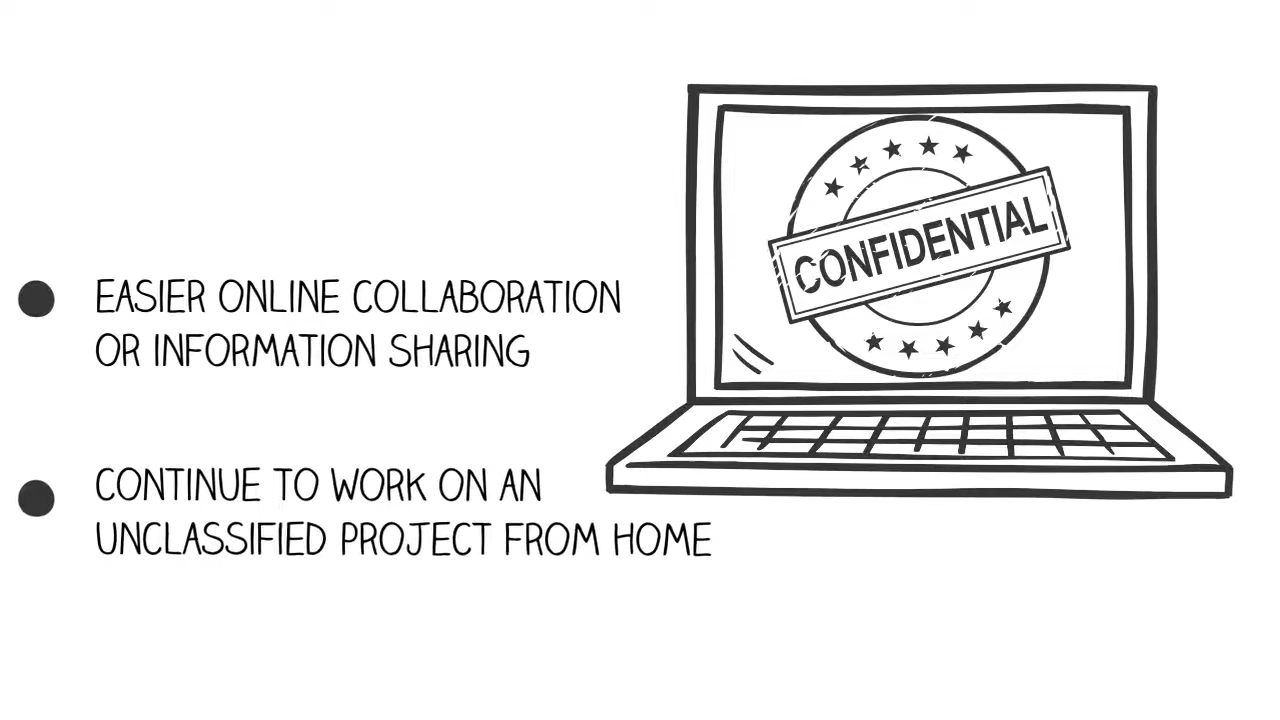 EASIER ONLINE COLLABORATION
OR INFORMATION SHARING
CONTINUE TO WORK ON AN
UNCLASSIFIED PROJECT FROM HOME
CONFIDENTIAL